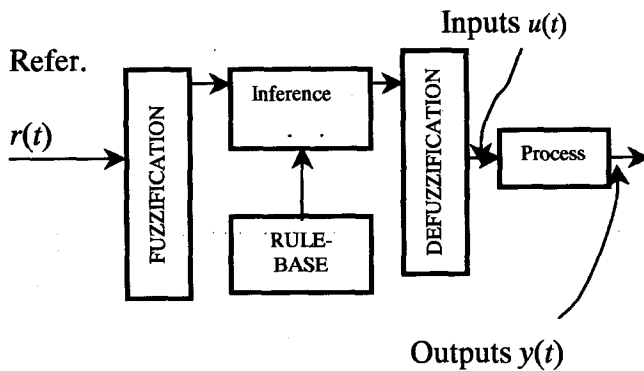 Inputs u(t)
Refer.
r(t)
FUZZIFICATION
Inference
RULE-
BASE
DEFUZZIFICATION
Process
Outputs y(t)